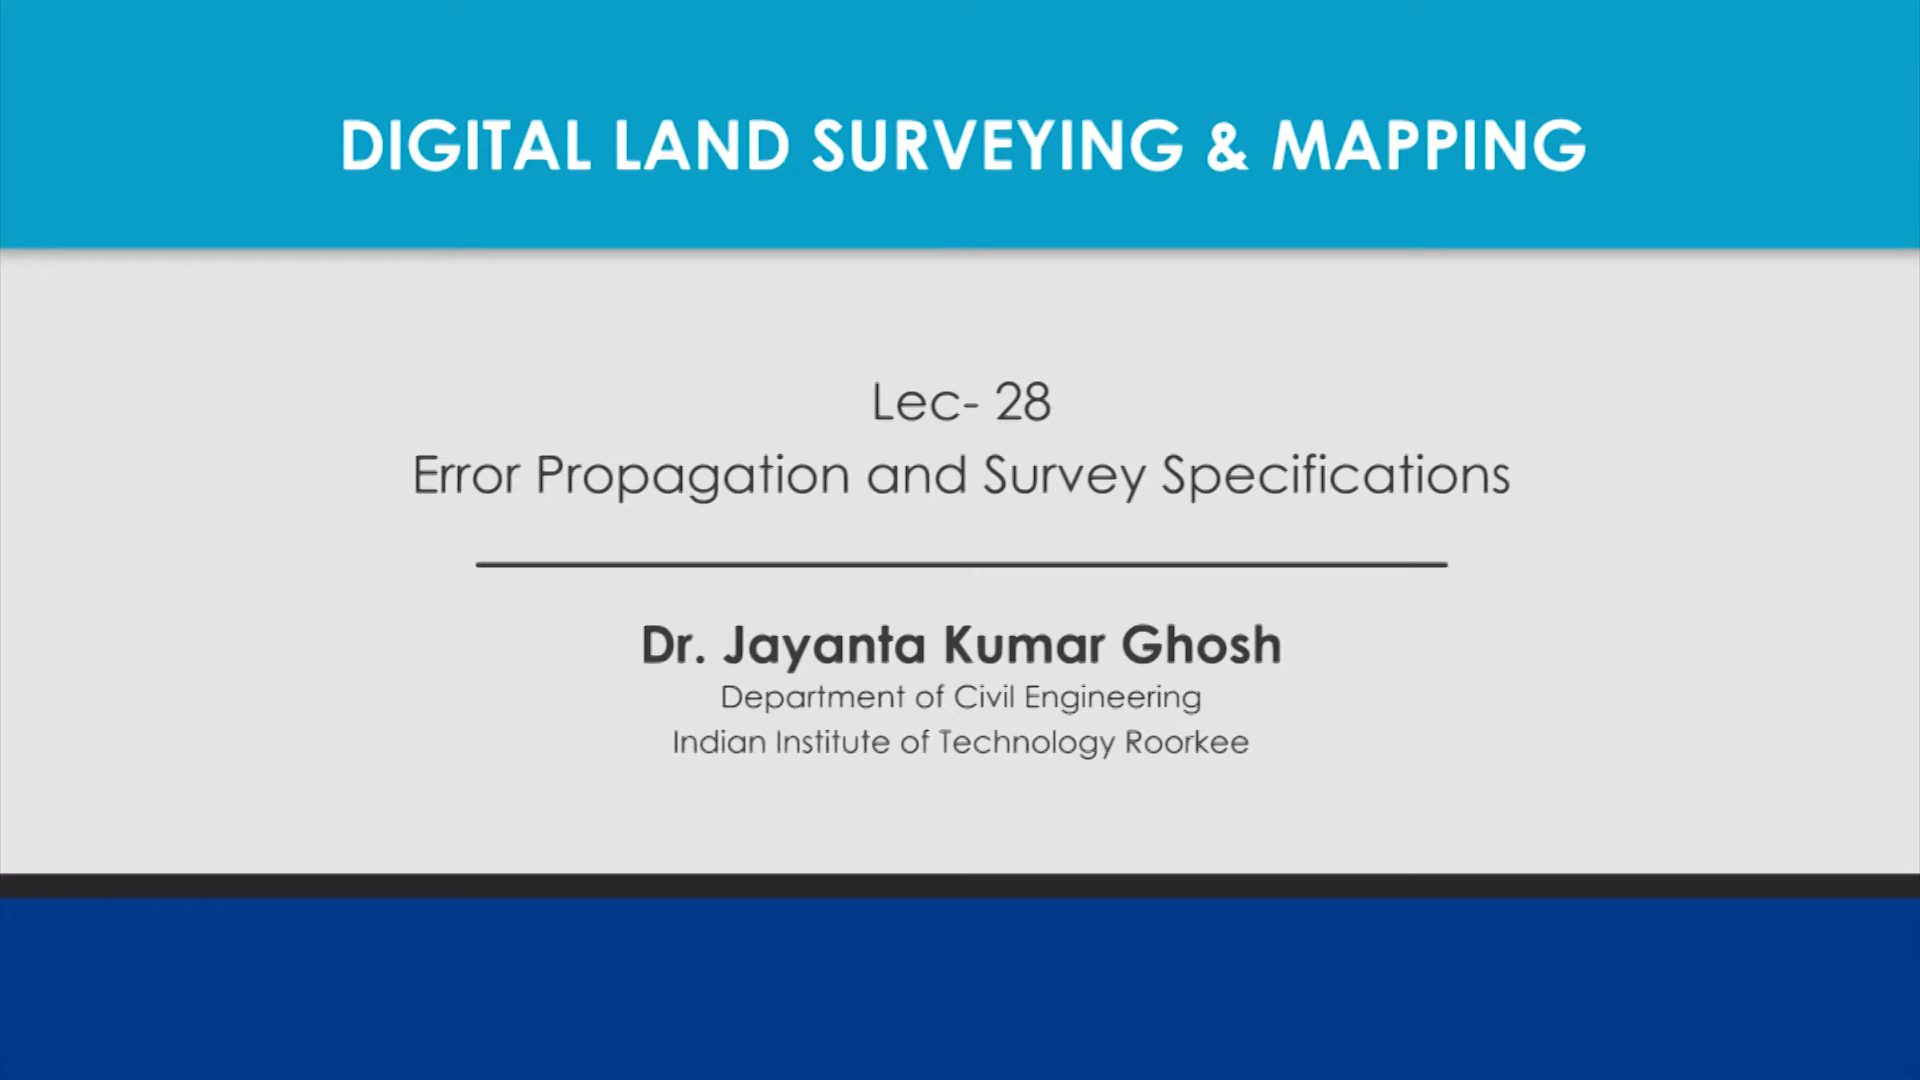 DIGITAL LAND SURVEYING & MAPPING
Lec- 28
Error Propagation and Survey Specifications
Dr. Jayanta Kumar Ghosh
Department of Civil Engineering
Indian Institute of Technology Roorkee